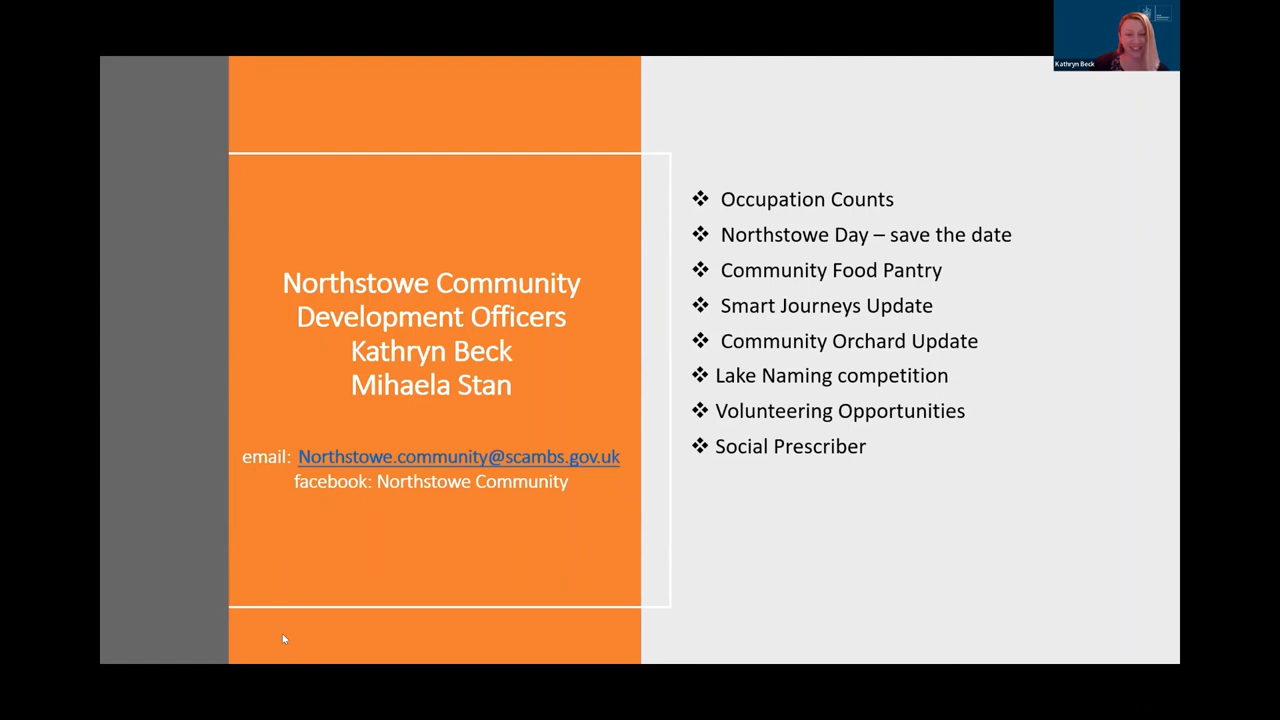 Kathryn Beck
Northstowe Community
Development Officers
Kathryn Beck
Mihaela Stan
email: Northstowe.community@scambs.gov.uk
facebook: Northstowe Community
❖ Occupation Counts
❖ Northstowe Day – save the date
❖ Community Food Pantry
❖ Smart Journeys Update
❖ Community Orchard Update
❖ Lake Naming competition
❖ Volunteering Opportunities
❖ Social Prescriber